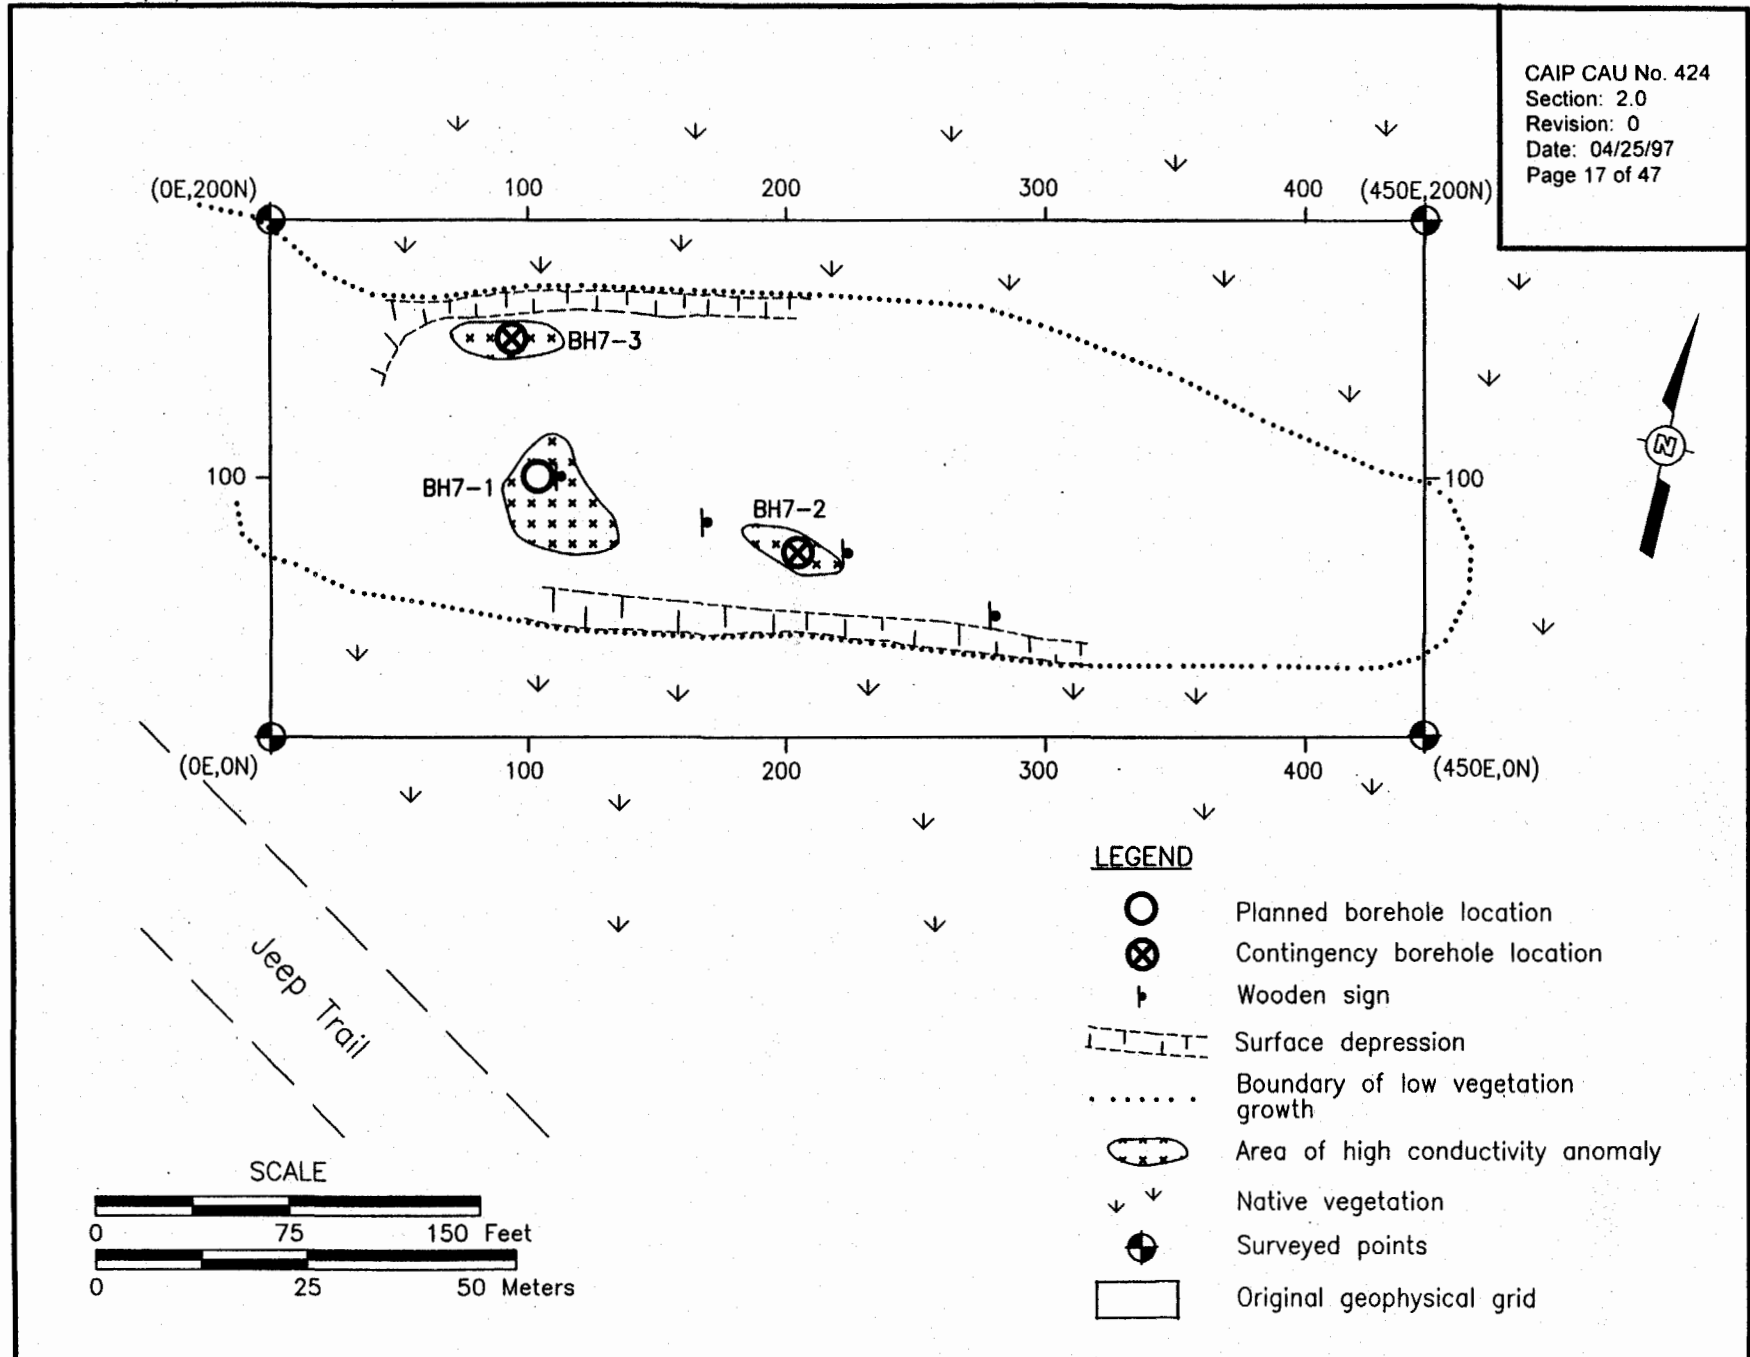 CAIP CAU No. 424
Section: 2.0
Revision: 0
Date: 04/25/97
Page 17 of 47
(0E,200N) 100 200 300 400 (450E,200N)
BH7-3
N
100 BH7-1 100
BH7-2
(0E,0N) 100 200 300 400 (450E,0N)
Jeep Trail
LEGEND
Planned borehole location
Contingency borehole location
Wooden sign
Surface depression
Boundary of low vegetation
growth
Area of high conductivity anomaly
Native vegetation
Surveyed points
Original geophysical grid
SCALE
0 75 150 Feet
0 25 50 Meters